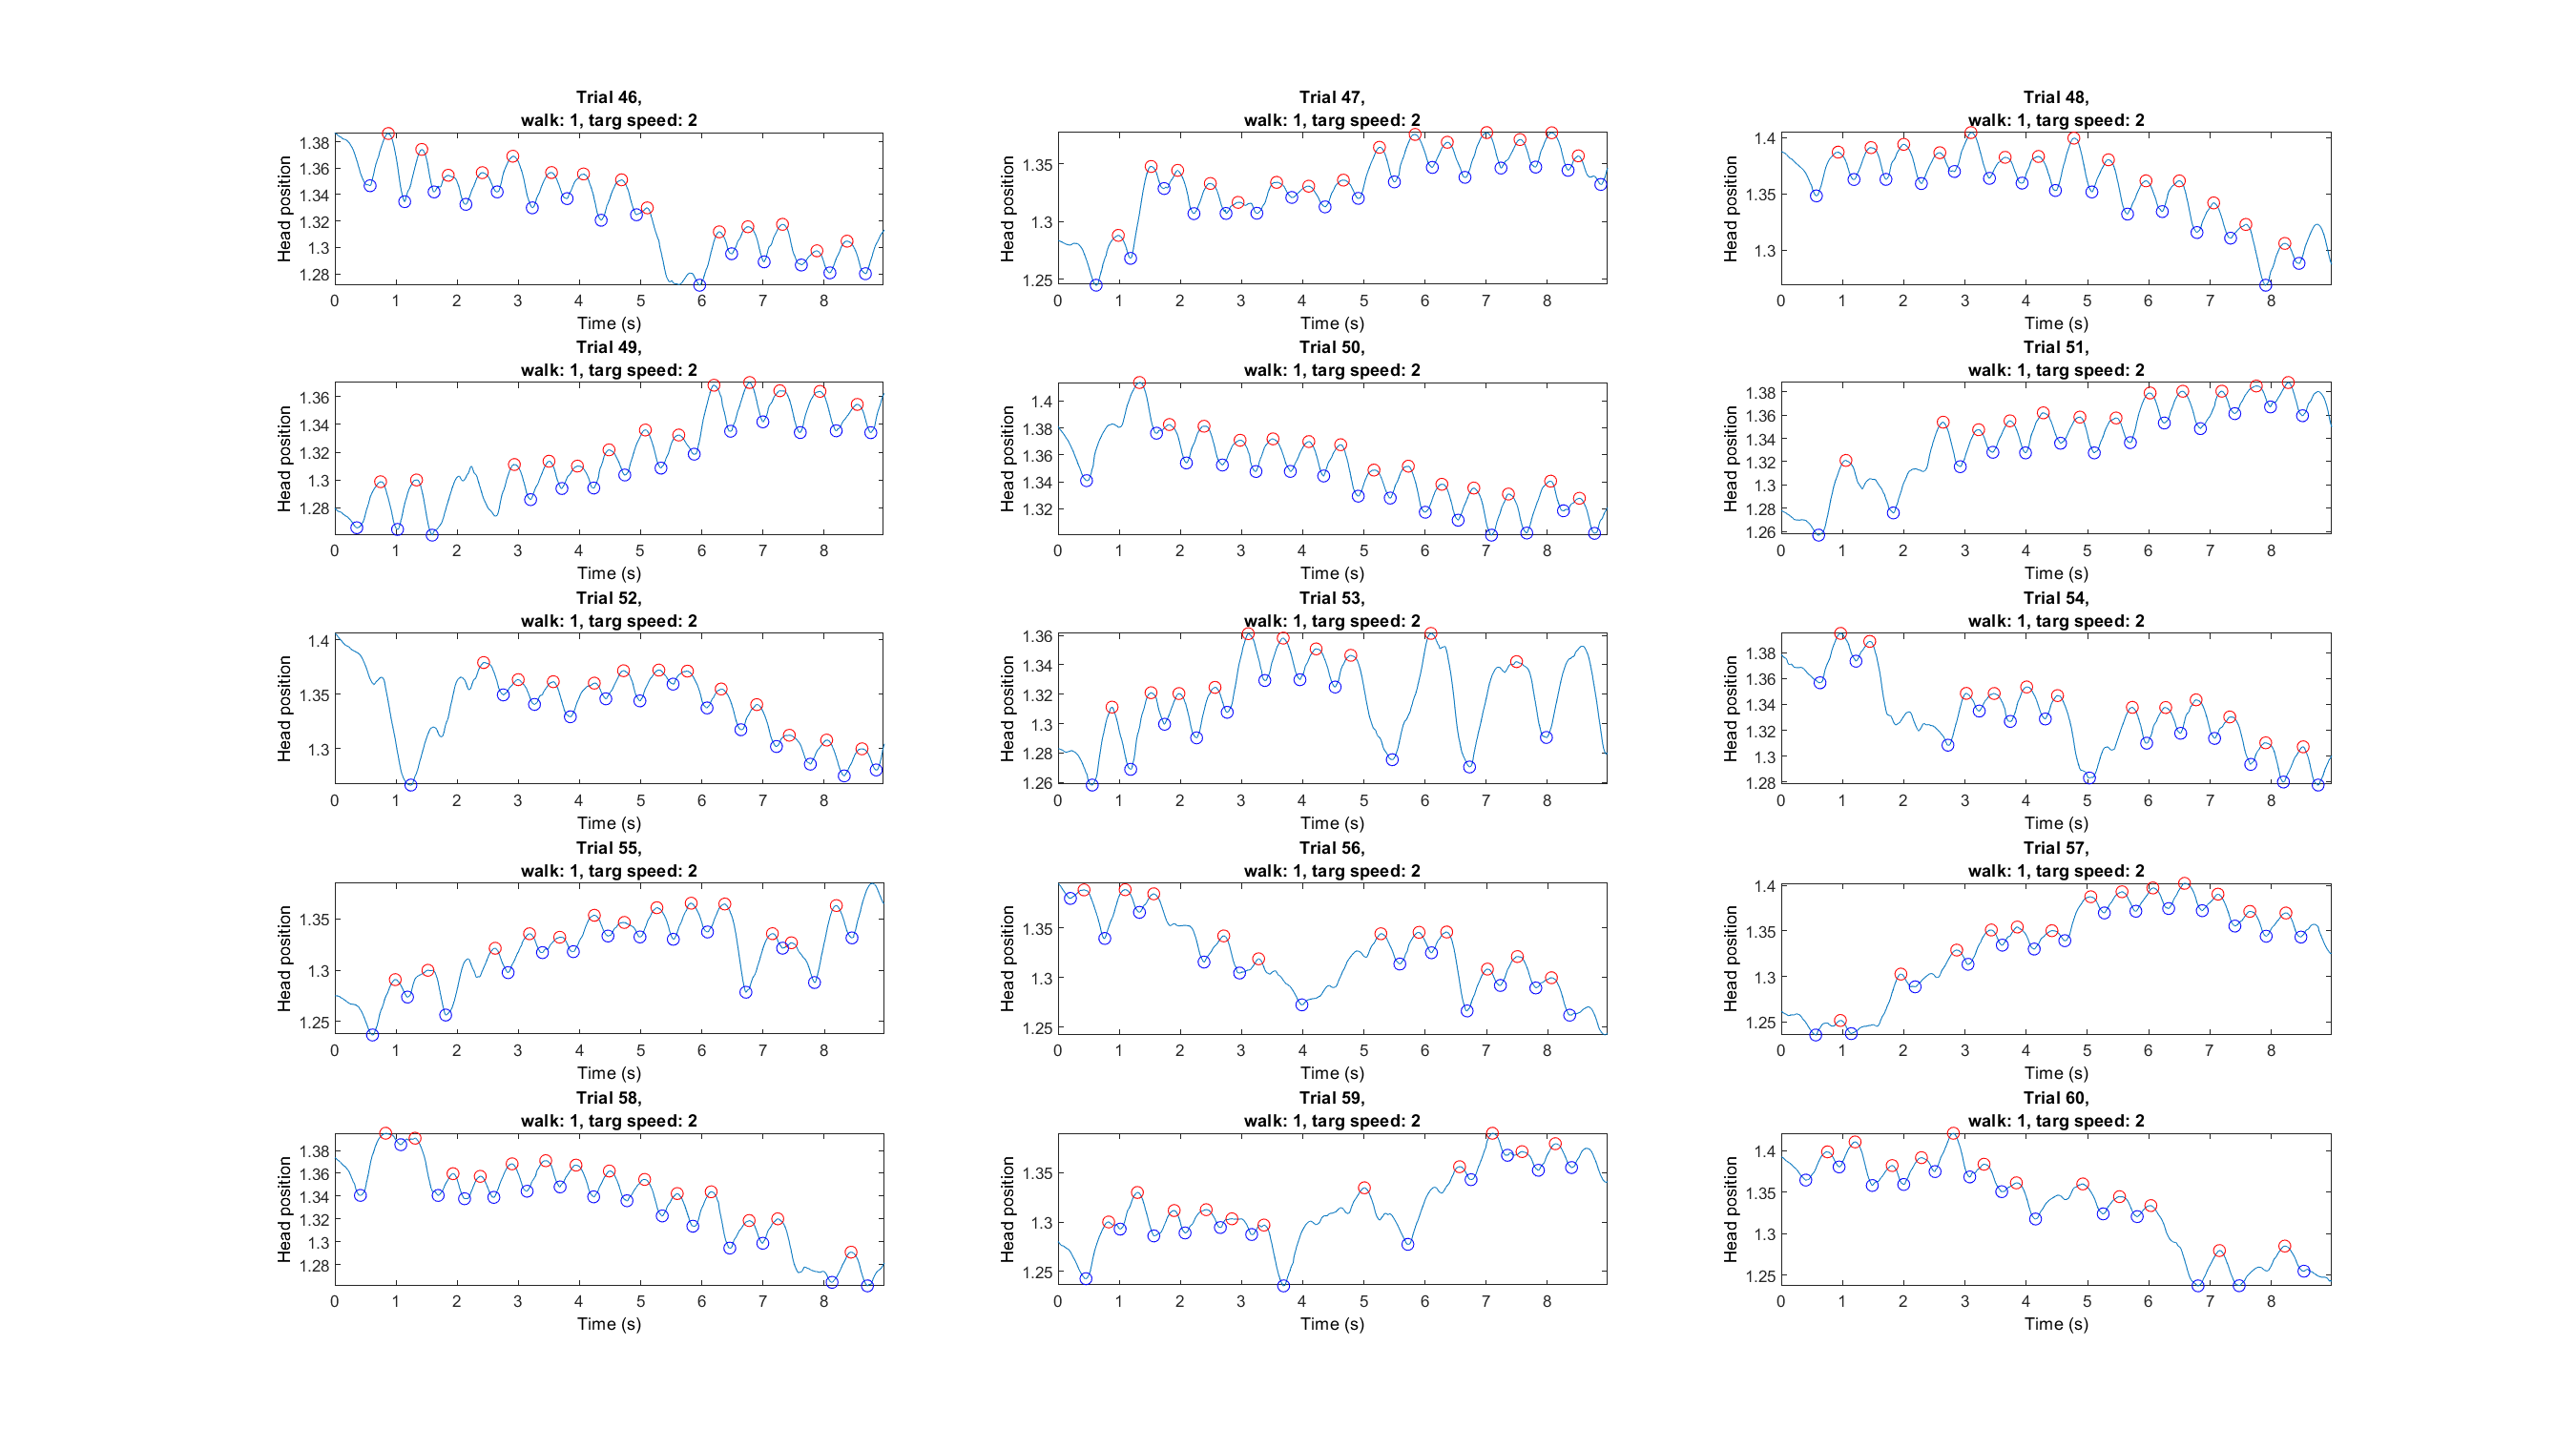 Trial 46,
walk: 1, targ speed: 2
Head position
1.38
1.36
1.34
1.32
1.3
1.28
0 1 2 3 4 5 6 7 8
Time (s)
Trial 47,
walk: 1, targ speed: 2
Head position
1.35
1.3
1.25
0 1 2 3 4 5 6 7 8
Time (s)
Trial 48,
walk: 1, targ speed: 2
Head position
1.4
1.35
1.3
0 1 2 3 4 5 6 7 8
Time (s)
Trial 49,
walk: 1, targ speed: 2
Head position
1.36
1.34
1.32
1.3
1.28
0 1 2 3 4 5 6 7 8
Time (s)
Trial 50,
walk: 1, targ speed: 2
Head position
1.4
1.38
1.36
1.34
1.32
0 1 2 3 4 5 6 7 8
Time (s)
Trial 51,
walk: 1, targ speed: 2
Head position
1.38
1.36
1.34
1.32
1.3
1.28
1.26
0 1 2 3 4 5 6 7 8
Time (s)
Trial 52,
walk: 1, targ speed: 2
Head position
1.4
1.35
1.3
0 1 2 3 4 5 6 7 8
Time (s)
Trial 53,
walk: 1, targ speed: 2
Head position
1.36
1.34
1.32
1.3
1.28
1.26
0 1 2 3 4 5 6 7 8
Time (s)
Trial 54,
walk: 1, targ speed: 2
Head position
1.38
1.36
1.34
1.32
1.3
1.28
0 1 2 3 4 5 6 7 8
Time (s)
Trial 55,
walk: 1, targ speed: 2
Head position
1.35
1.3
1.25
0 1 2 3 4 5 6 7 8
Time (s)
Trial 56,
walk: 1, targ speed: 2
Head position
1.35
1.3
1.25
0 1 2 3 4 5 6 7 8
Time (s)
Trial 57,
walk: 1, targ speed: 2
Head position
1.4
1.35
1.3
1.25
0 1 2 3 4 5 6 7 8
Time (s)
Trial 58,
walk: 1, targ speed: 2
Head position
1.38
1.36
1.34
1.32
1.3
1.28
0 1 2 3 4 5 6 7 8
Time (s)
Trial 59,
walk: 1, targ speed: 2
Head position
1.35
1.3
1.25
0 1 2 3 4 5 6 7 8
Time (s)
Trial 60,
walk: 1, targ speed: 2
Head position
1.4
1.35
1.3
1.25
0 1 2 3 4 5 6 7 8
Time (s)